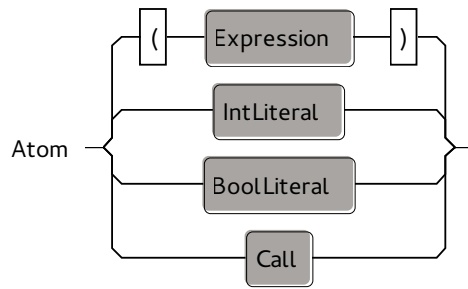 ( Expression )
IntLiteral
Atom
BoolLiteral
Call